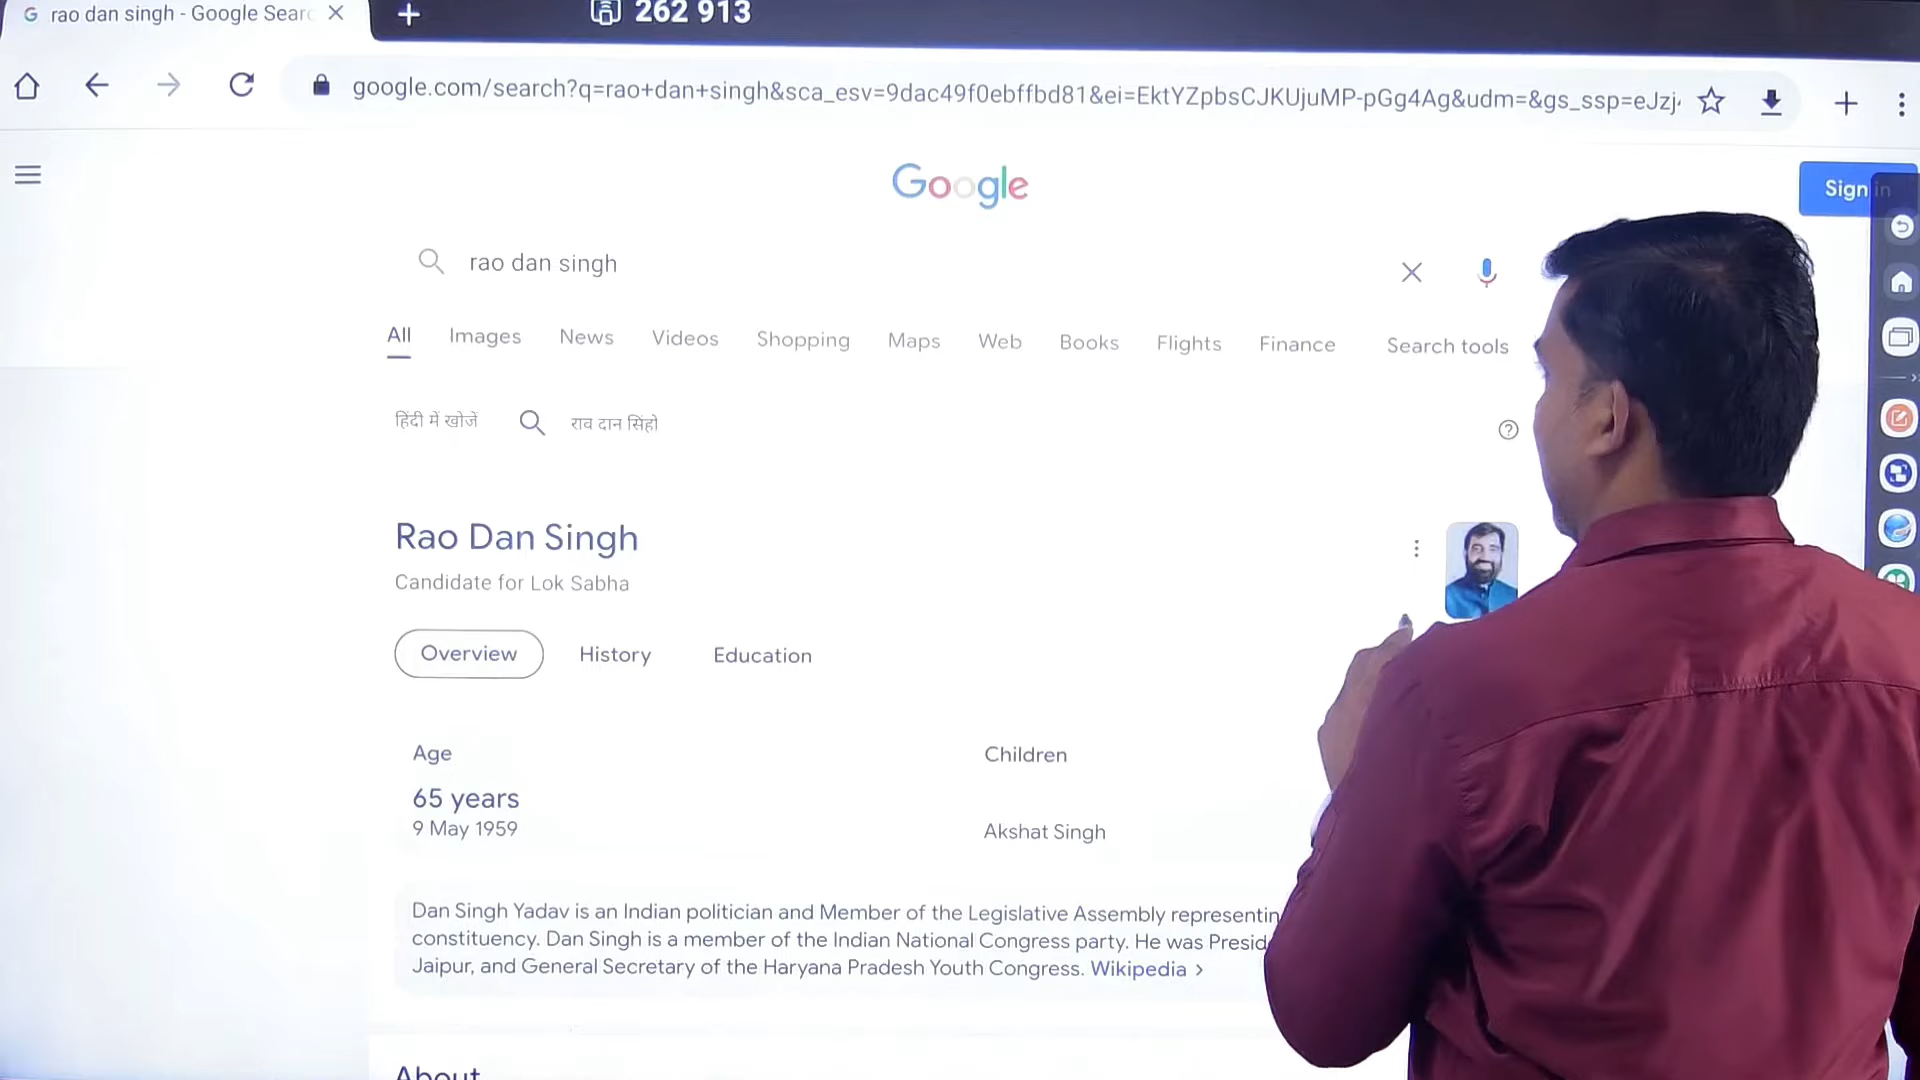 rao dan singh - Google Sear
262 913
google.com/search?q=rao+dan+singh&sca_esv=9dac49f0ebffbd81&ei=EktYZpbsCJKUjuMP-pGg4Ag&udm=&gs_ssp=eJzj
Google
Sign in
rao dan singh
All Images News Videos Shopping Maps Web Books Flights Finance Search tools
हिंदी में खोजें राव दान सिंहो
Rao Dan Singh
Candidate for Lok Sabha
Overview History Education
Age Children
65 years
9 May 1959 Akshat Singh
Dan Singh Yadav is an Indian politician and Member of the Legislative Assembly representin
constituency. Dan Singh is a member of the Indian National Congress party. He was Presid
Jaipur, and General Secretary of the Haryana Pradesh Youth Congress. Wikipedia >
About